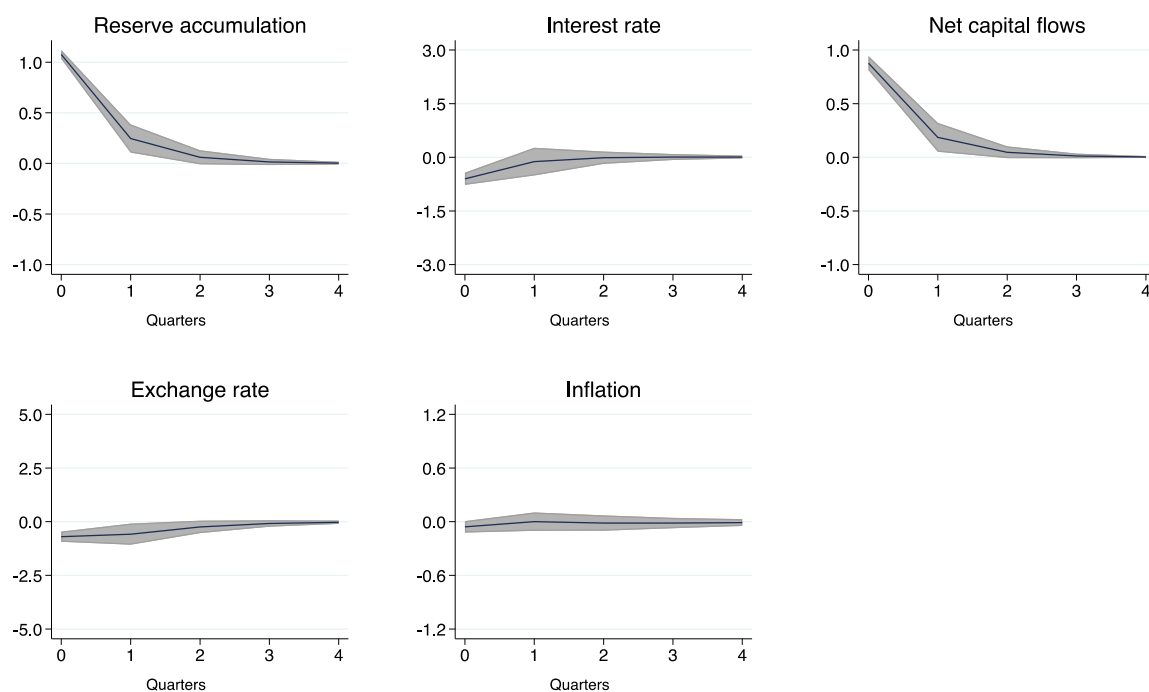 Reserve accumulation
1.0
0.5
0.0
-0.5
-1.0
0 1 2 3 4
Quarters
Interest rate
3.0
1.5
0.0
-1.5
-3.0
0 1 2 3 4
Quarters
Net capital flows
1.0
0.5
0.0
-0.5
-1.0
0 1 2 3 4
Quarters
Exchange rate
5.0
2.5
0.0
-2.5
-5.0
0 1 2 3 4
Quarters
Inflation
1.2
0.6
0.0
-0.6
-1.2
0 1 2 3 4
Quarters